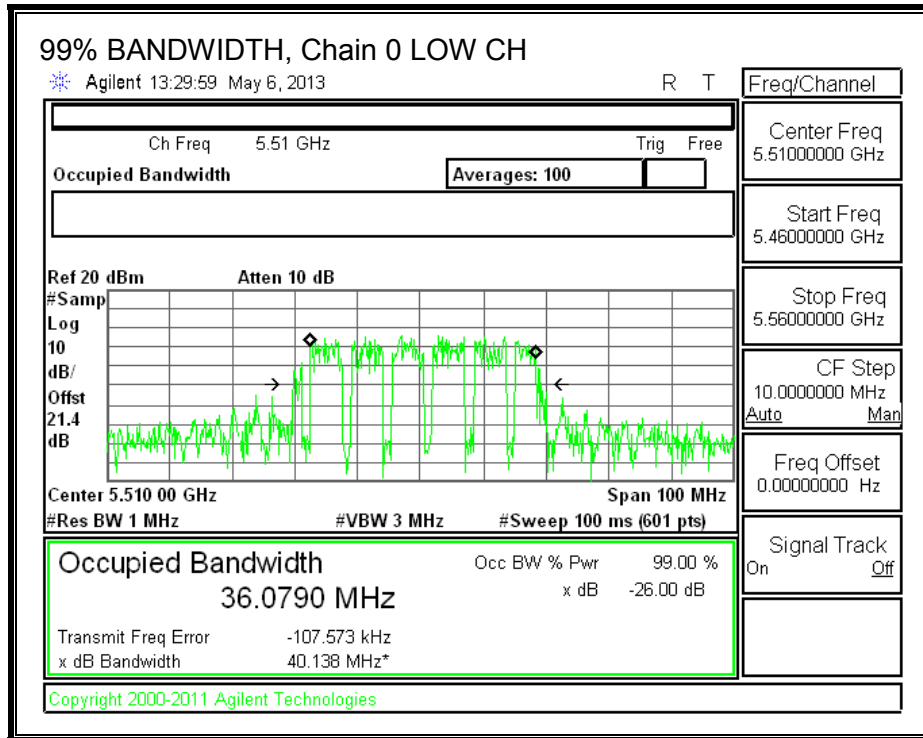 99% BANDWIDTH, Chain 0 LOW CH
Agilent 13:29:59 May 6, 2013 R T
Freq/Channel
Ch Freq 5.51 GHz Trig Free
Occupied Bandwidth Averages: 100
Center Freq
5.51000000 GHz
Start Freq
5.46000000 GHz
Stop Freq
5.56000000 GHz
CF Step
10.0000000 MHz
Auto Man
Freq Offset
0.00000000 Hz
Signal Track
On Off
Ref 20 dBm Atten 10 dB
#Samp
Log
10
dB/
Offst
21.4
dB
Center 5.510 00 GHz Span 100 MHz
#Res BW 1 MHz #VBW 3 MHz #Sweep 100 ms (601 pts)
Occupied Bandwidth Occ BW % Pwr 99.00 %
36.0790 MHz x dB -26.00 dB
Transmit Freq Error -107.573 kHz
x dB Bandwidth 40.138 MHz*
Copyright 2000-2011 Agilent Technologies